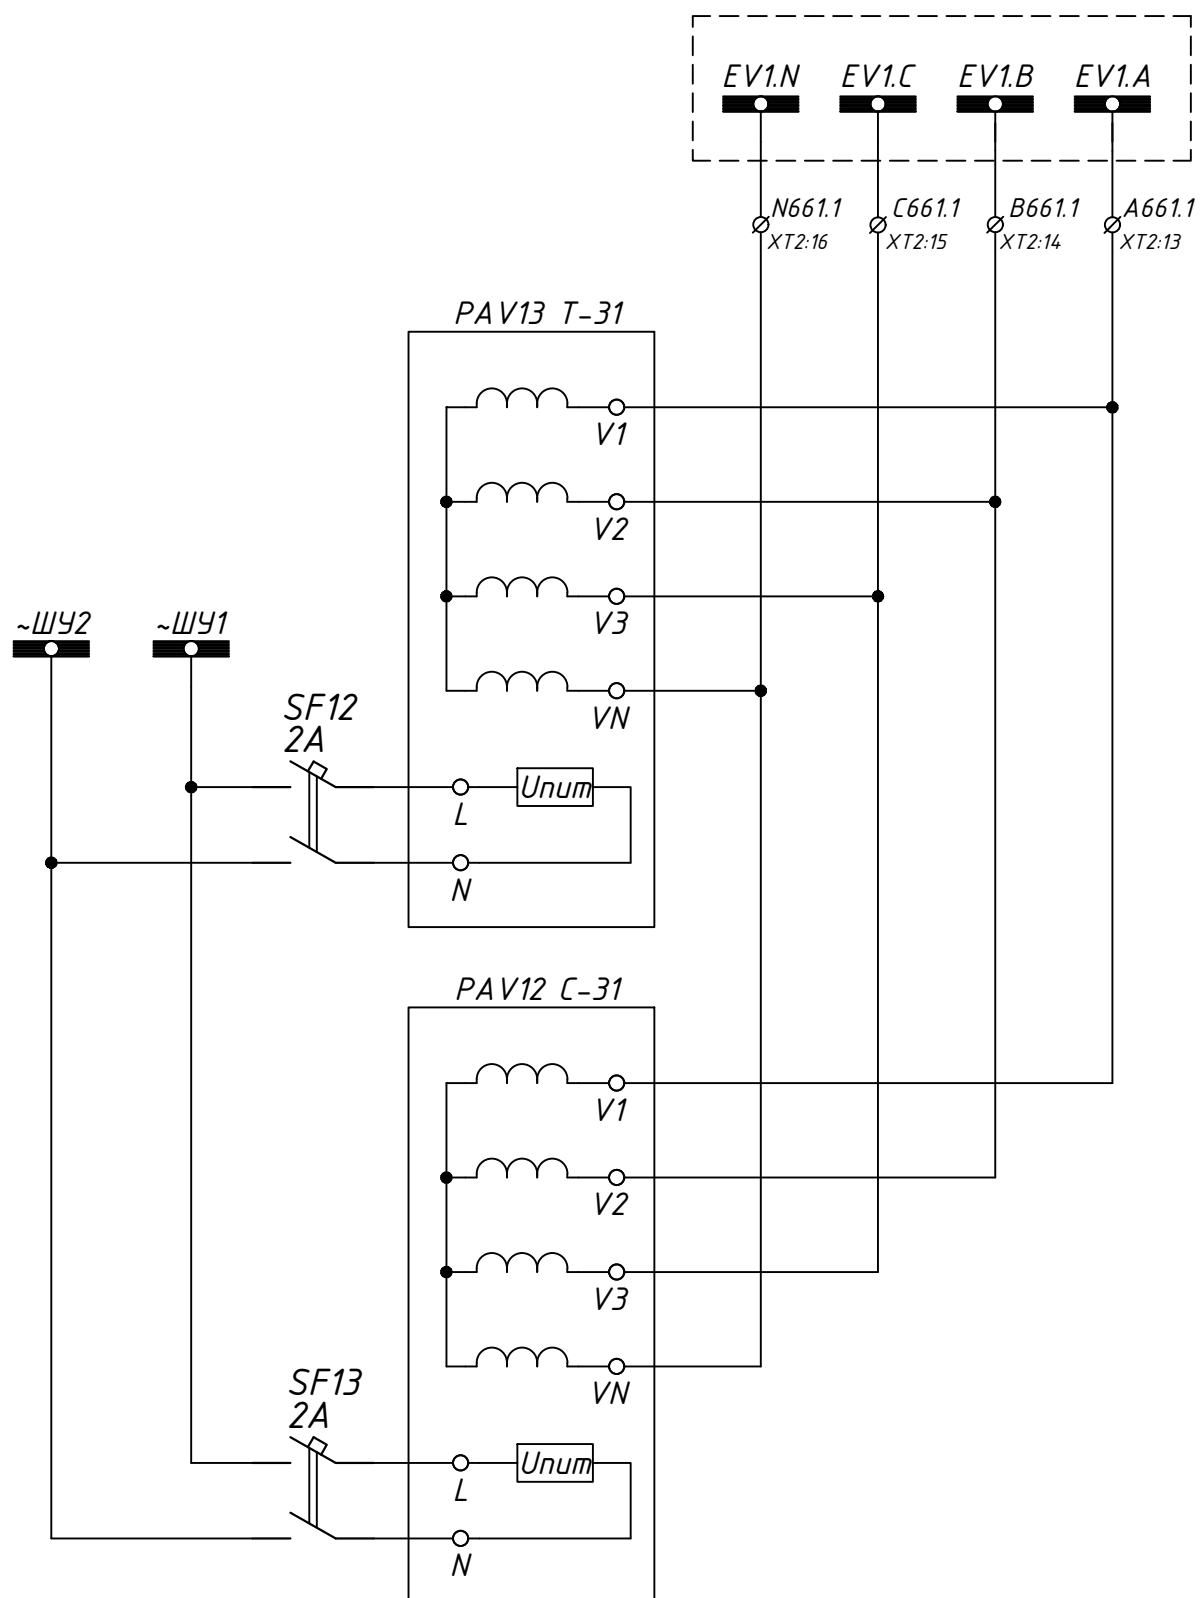 EV1.N EV1.C EV1.B EV1.A
N661.1 C661.1 B661.1 A661.1
XT2:16 XT2:15 XT2:14 XT2:13
PAV13 T-31
V1
V2
V3
VN
~ШУ2 ~ШУ1
SF12
2A
Uпит
L
N
PAV12 C-31
V1
V2
V3
VN
SF13
2A
Uпит
L
N